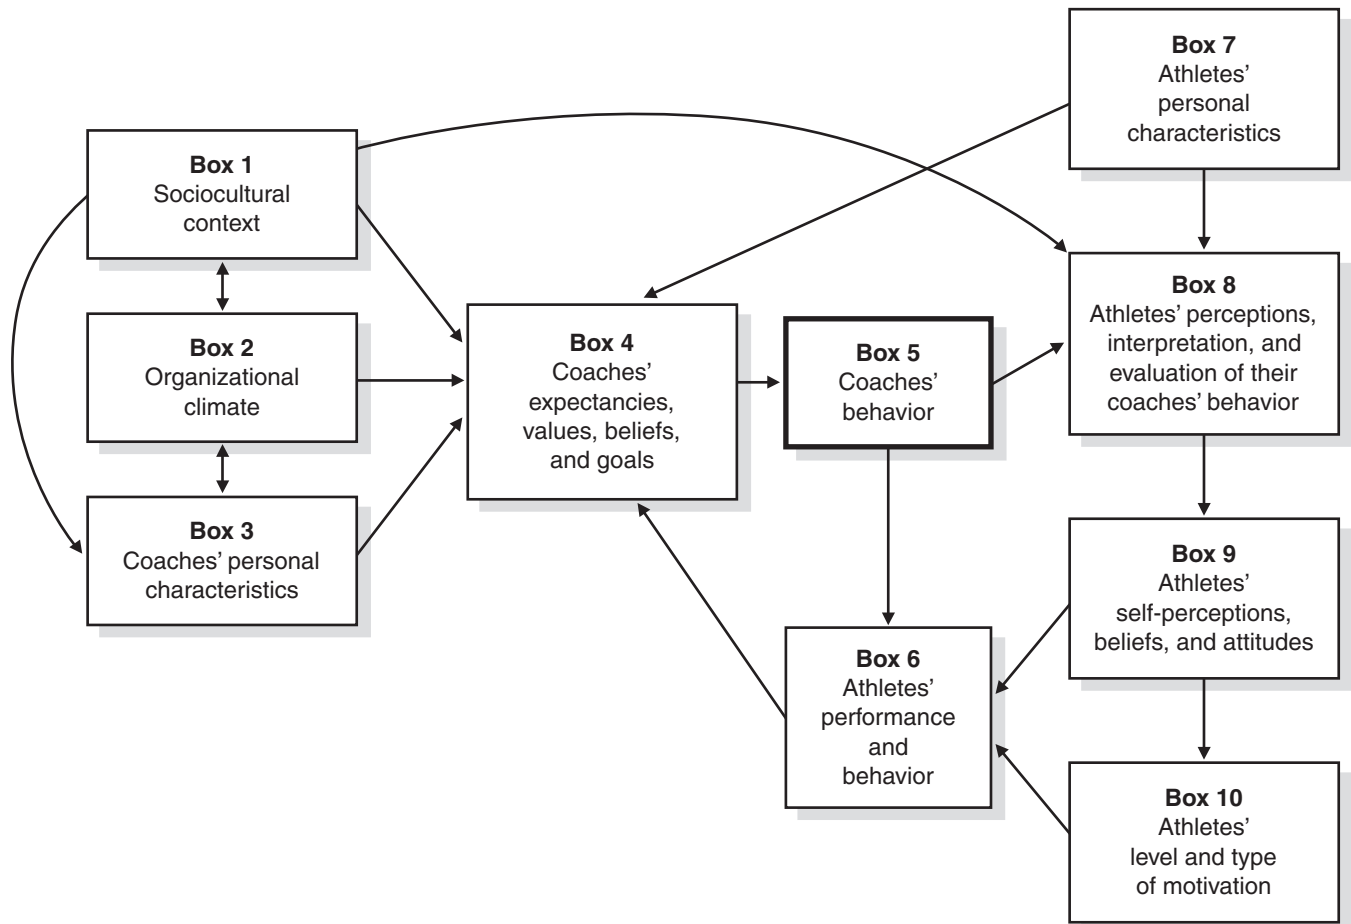 Box 1
Sociocultural
context
Box 2
Organizational
climate
Box 3
Coaches’ personal
characteristics
Box 4
Coaches’
expectancies,
values, beliefs,
and goals
Box 5
Coaches’
behavior
Box 6
Athletes’
performance
and
behavior
Box 7
Athletes’
personal
characteristics
Box 8
Athletes’ perceptions,
interpretation, and
evaluation of their
coaches’ behavior
Box 9
Athletes’
self-perceptions,
beliefs, and attitudes
Box 10
Athletes’
level and type
of motivation